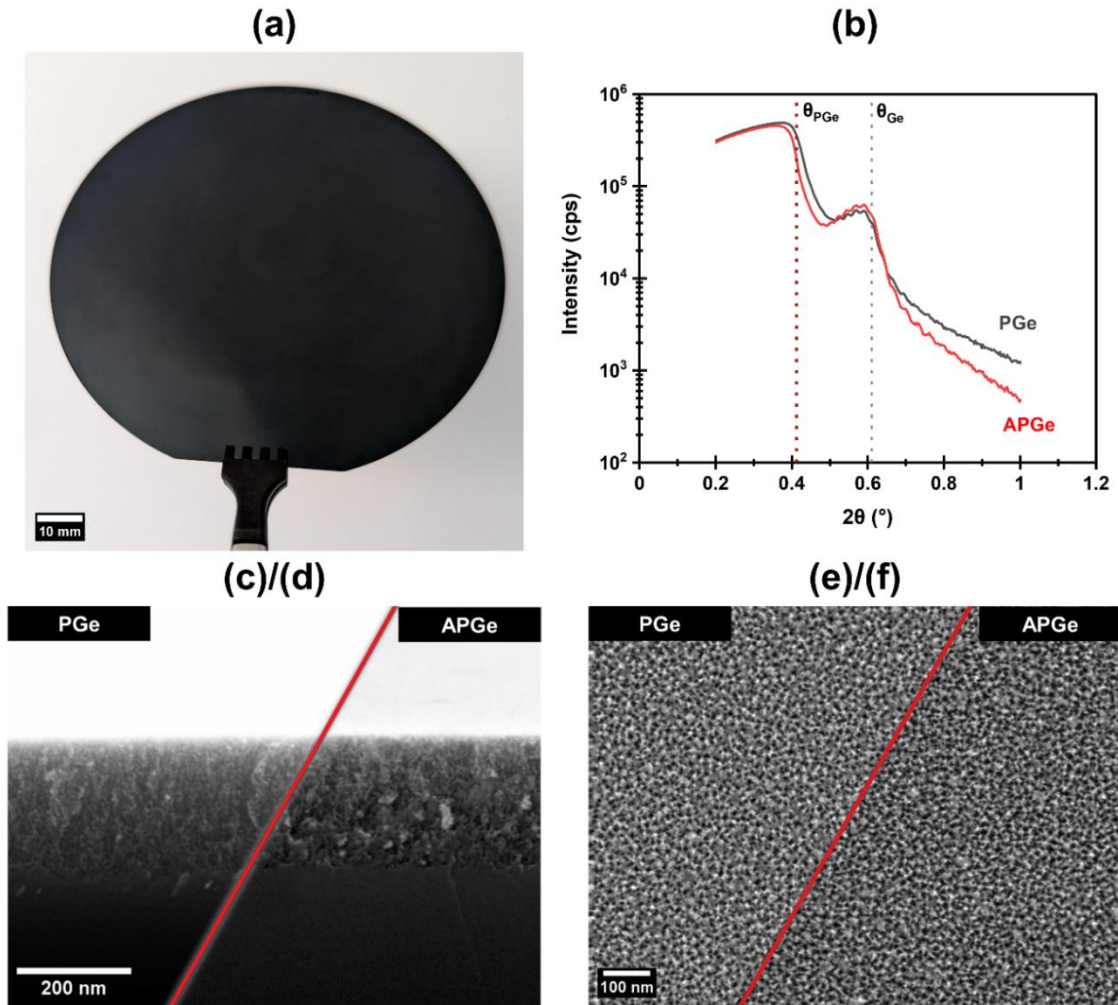 (a)
10 mm
(b)
Intensity (cps)
10⁶
10⁵
10⁴
10³
10²
θPGe
θGe
PGe
APGe
0
0.2
0.4
0.6
0.8
1
1.2
2θ (°)
(c)/(d)
PGe
APGe
200 nm
(e)/(f)
PGe
APGe
100 nm